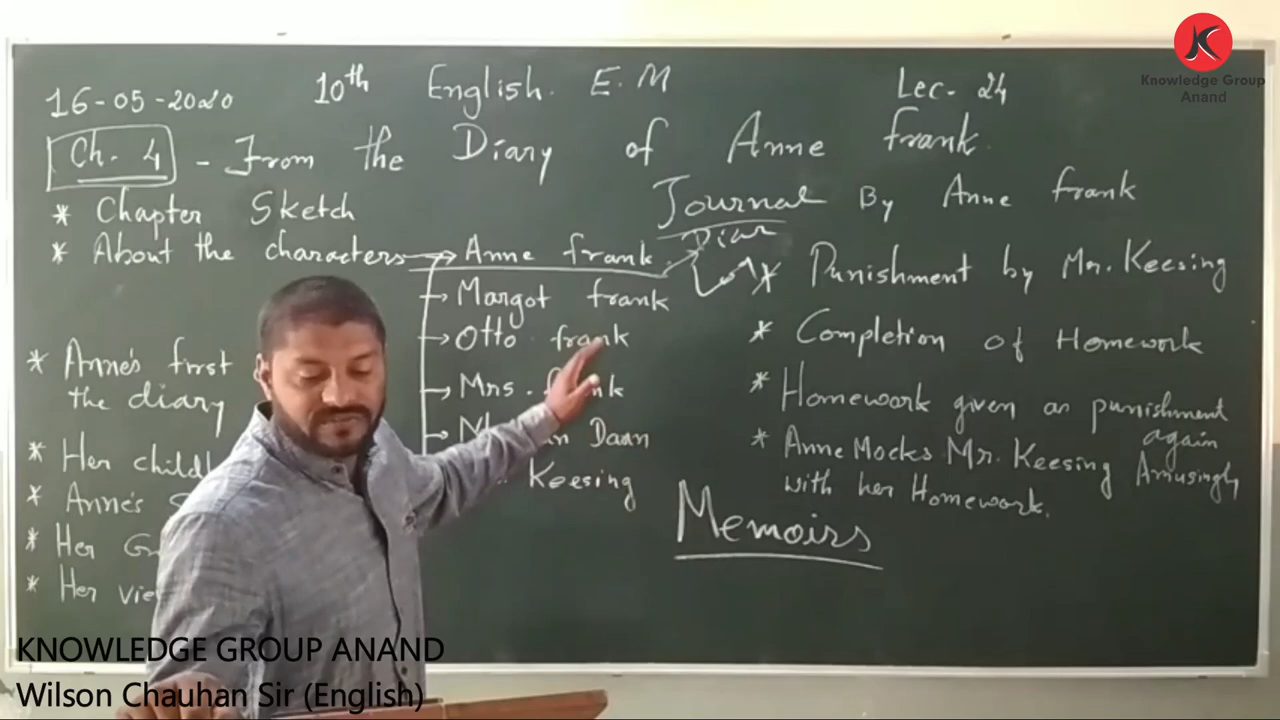 Knowledge Group
Anand
16-05-2020 10th English. E.M Lec- 24
Ch. 4 - From the Diary of Anne frank.
Journal By Anne frank
Diar
* Chapter Sketch
* About the characters
Anne frank
Margot frank
Otto frank
Mrs.
Daan
Keesing
* Anne's first
the diary
* Her
* Anne's
* Her
* Her
* Punishment by Mr. Keesing
* Completion of Homework
* Homework given as punishment
again
* Anne Mocks Mr. Keesing Amusingly
with her Homework.
Memoirs
KNOWLEDGE GROUP ANAND
Wilson Chauhan Sir (English)